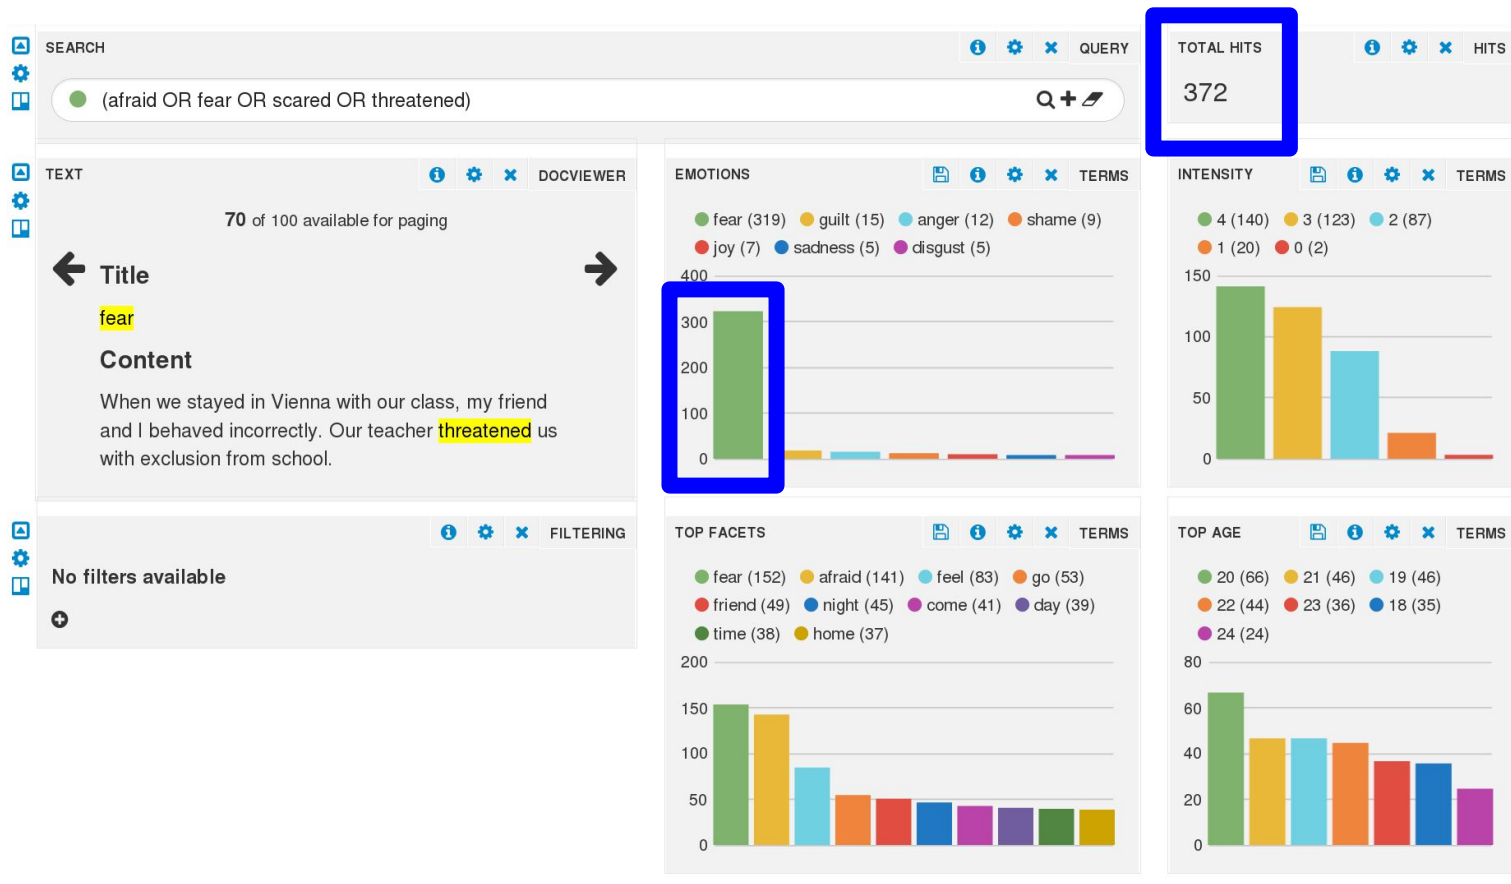 SEARCH
QUERY
(afraid OR fear OR scared OR threatened)
TOTAL HITS
HITS
372
TEXT
DOCVIEWER
70 of 100 available for paging
Title
fear
Content
When we stayed in Vienna with our class, my friend
and I behaved incorrectly. Our teacher threatened us
with exclusion from school.
EMOTIONS
TERMS
fear (319) guilt (15) anger (12) shame (9)
joy (7) sadness (5) disgust (5)
400
300
200
100
0
INTENSITY
TERMS
4 (140) 3 (123) 2 (87)
1 (20) 0 (2)
150
100
50
0
FILTERING
No filters available
TOP FACETS
TERMS
fear (152) afraid (141) feel (83) go (53)
friend (49) night (45) come (41) day (39)
time (38) home (37)
200
150
100
50
0
TOP AGE
TERMS
20 (66) 21 (46) 19 (46)
22 (44) 23 (36) 18 (35)
24 (24)
80
60
40
20
0